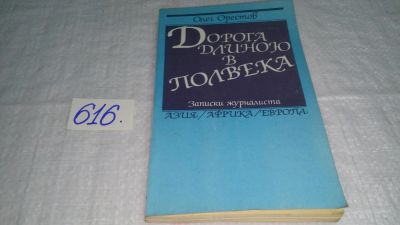 Олег Орестов
ДОРОГА
ДЛИНОЮ
В
ПОЛВЕКА
Записки журналиста
АЗИЯ/АФРИКА/ЕВРОПА
616.